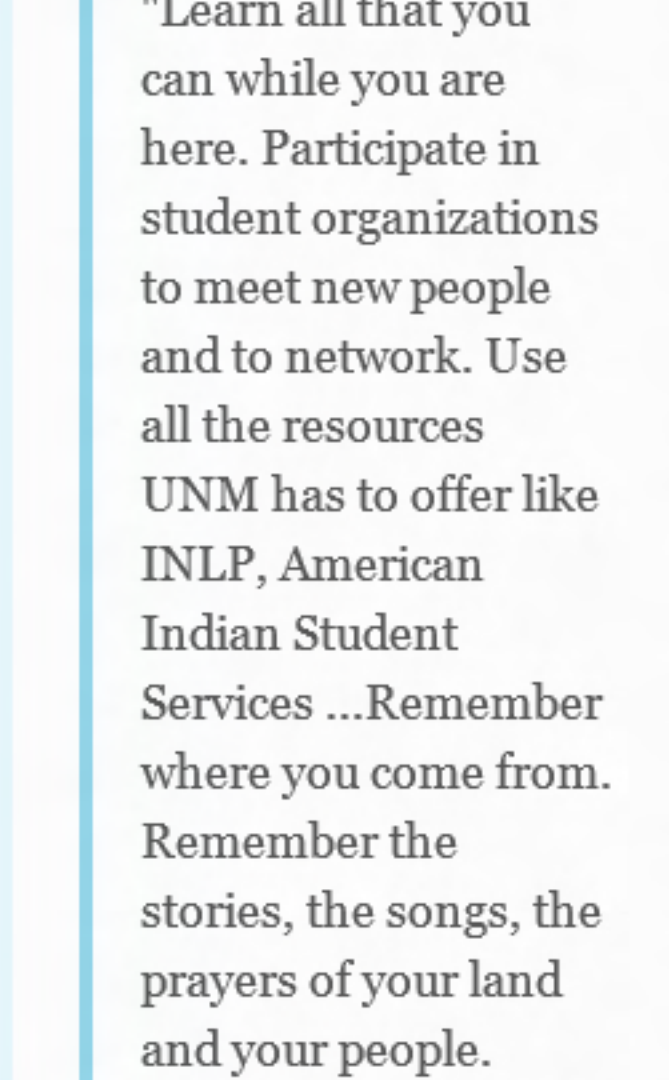 "Learn all that you
can while you are
here. Participate in
student organizations
to meet new people
and to network. Use
all the resources
UNM has to offer like
INLP, American
Indian Student
Services ...Remember
where you come from.
Remember the
stories, the songs, the
prayers of your land
and your people.